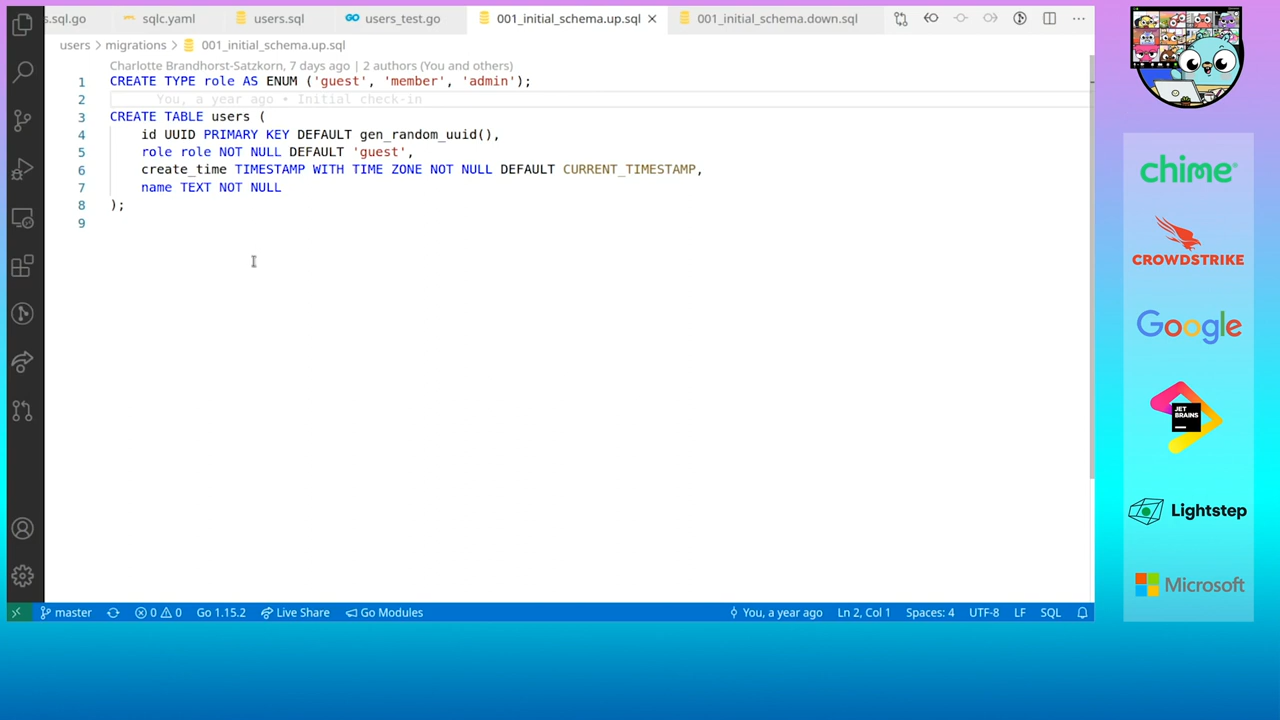 s.sql.go sqlc.yaml users.sql users_test.go 001_initial_schema.up.sql 001_initial_schema.down.sql
users > migrations > 001_initial_schema.up.sql
Charlotte Brandhorst-Satzkorn, 7 days ago | 2 authors (You and others)
1 CREATE TYPE role AS ENUM ('guest', 'member', 'admin');
2 You, a year ago • Initial check-in
3 CREATE TABLE users (
4 id UUID PRIMARY KEY DEFAULT gen_random_uuid(),
5 role role NOT NULL DEFAULT 'guest',
6 create_time TIMESTAMP WITH TIME ZONE NOT NULL DEFAULT CURRENT_TIMESTAMP,
7 name TEXT NOT NULL
8 );
9
master 0 0 Go 1.15.2 Live Share Go Modules You, a year ago Ln 2, Col 1 Spaces: 4 UTF-8 LF SQL
chime
CROWDSTRIKE
Google
JET
BRAINS
Lightstep
Microsoft